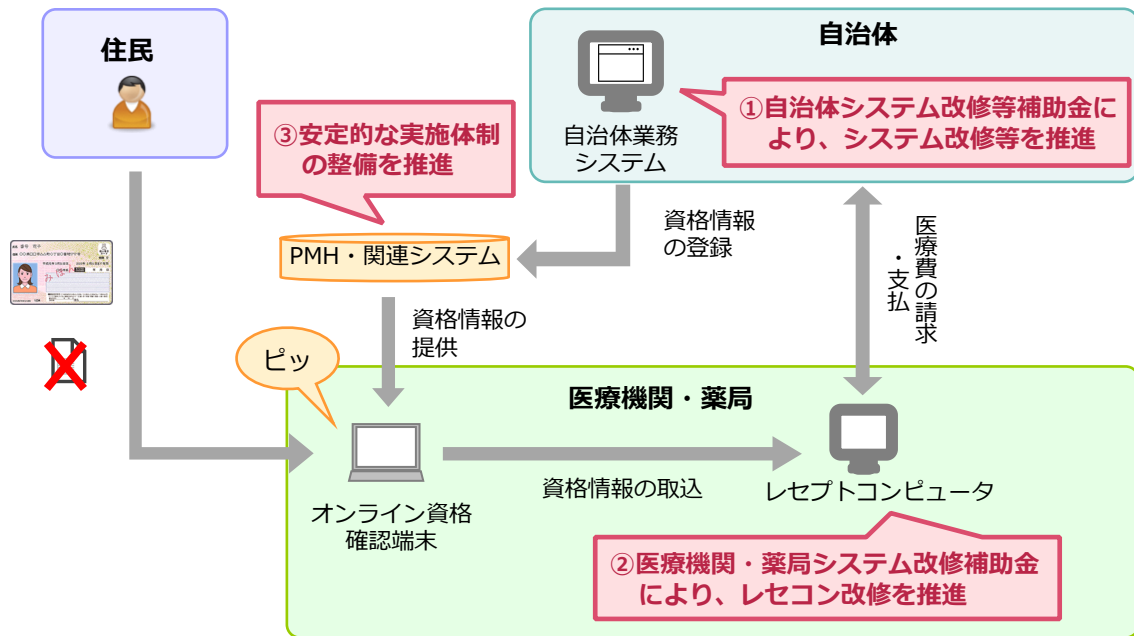 住民
自治体
①自治体システム改修等補助金に
より、システム改修等を推進
自治体業務
システム
③安定的な実施体制
の整備を推進
資格情報
の登録
PMH・関連システム
医療費の請求
・支払
資格情報の
提供
ピッ
医療機関・薬局
資格情報の取込
レセプトコンピュータ
オンライン資格
確認端末
②医療機関・薬局システム改修補助金
により、レセコン改修を推進